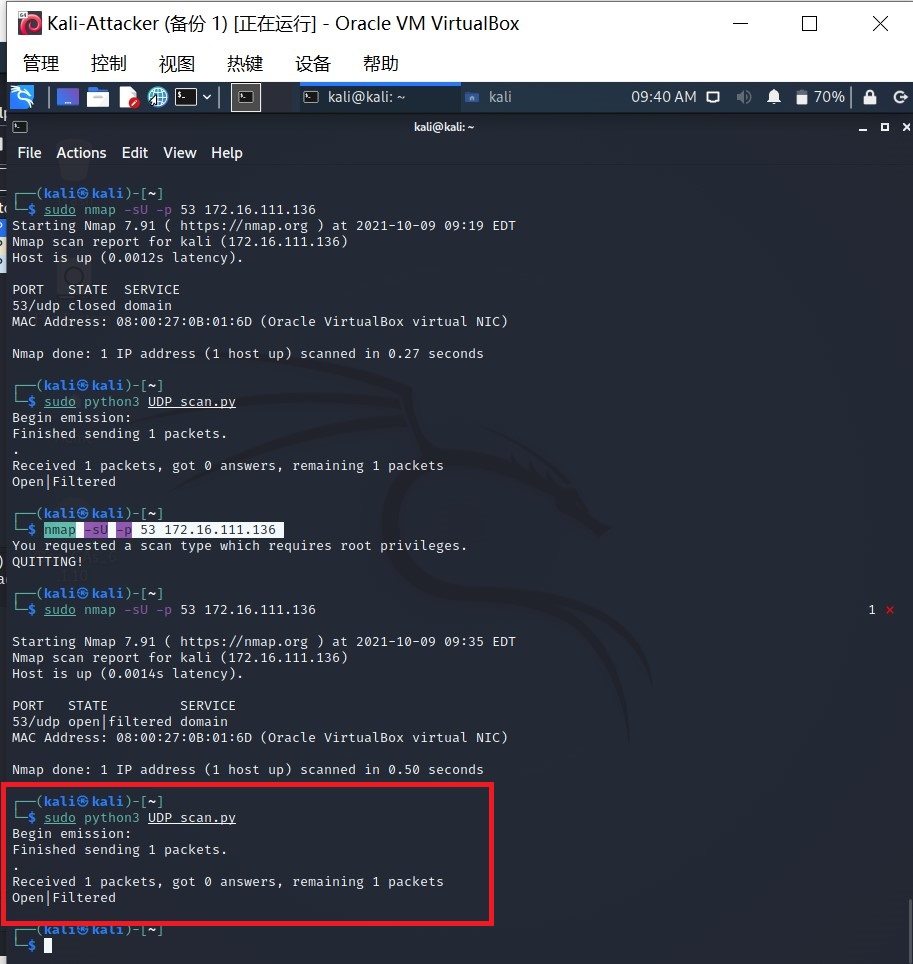 Kali-Attacker (备份 1) [正在运行] - Oracle VM VirtualBox
管理 控制 视图 热键 设备 帮助
kali@kali: ~ kali 09:40 AM 70%
kali@kali: ~
File Actions Edit View Help
┌──(kali㉿kali)-[~]
└─$ sudo nmap -sU -p 53 172.16.111.136
Starting Nmap 7.91 ( https://nmap.org ) at 2021-10-09 09:19 EDT
Nmap scan report for kali (172.16.111.136)
Host is up (0.0012s latency).
PORT STATE SERVICE
53/udp closed domain
MAC Address: 08:00:27:0B:01:6D (Oracle VirtualBox virtual NIC)
Nmap done: 1 IP address (1 host up) scanned in 0.27 seconds
┌──(kali㉿kali)-[~]
└─$ sudo python3 UDP_scan.py
Begin emission:
Finished sending 1 packets.
.
Received 1 packets, got 0 answers, remaining 1 packets
Open|Filtered
┌──(kali㉿kali)-[~]
└─$ nmap -sU -p 53 172.16.111.136
You requested a scan type which requires root privileges.
QUITTING!
┌──(kali㉿kali)-[~]
└─$ sudo nmap -sU -p 53 172.16.111.136 1 ⨯
Starting Nmap 7.91 ( https://nmap.org ) at 2021-10-09 09:35 EDT
Nmap scan report for kali (172.16.111.136)
Host is up (0.0014s latency).
PORT STATE SERVICE
53/udp open|filtered domain
MAC Address: 08:00:27:0B:01:6D (Oracle VirtualBox virtual NIC)
Nmap done: 1 IP address (1 host up) scanned in 0.50 seconds
┌──(kali㉿kali)-[~]
└─$ sudo python3 UDP_scan.py
Begin emission:
Finished sending 1 packets.
.
Received 1 packets, got 0 answers, remaining 1 packets
Open|Filtered
┌──(kali㉿kali)-[~]
└─$